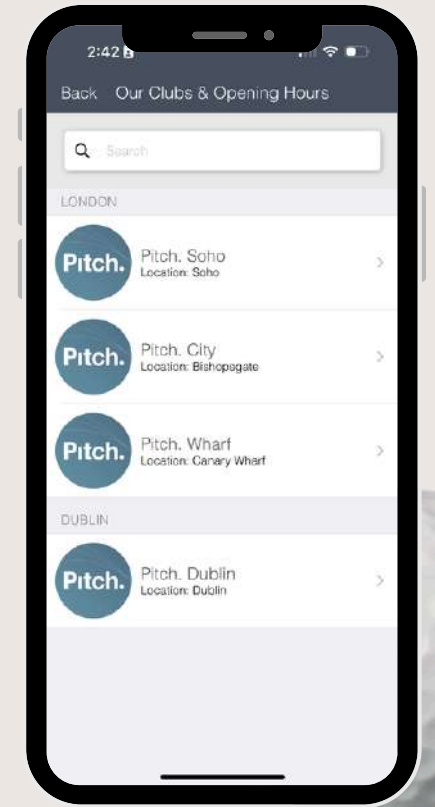 2:42
Back Our Clubs & Opening Hours
Search
LONDON
Pitch.
Pitch. Soho
Location: Soho
Pitch.
Pitch. City
Location: Bishopsgate
Pitch.
Pitch. Wharf
Location: Canary Wharf
DUBLIN
Pitch.
Pitch. Dublin
Location: Dublin